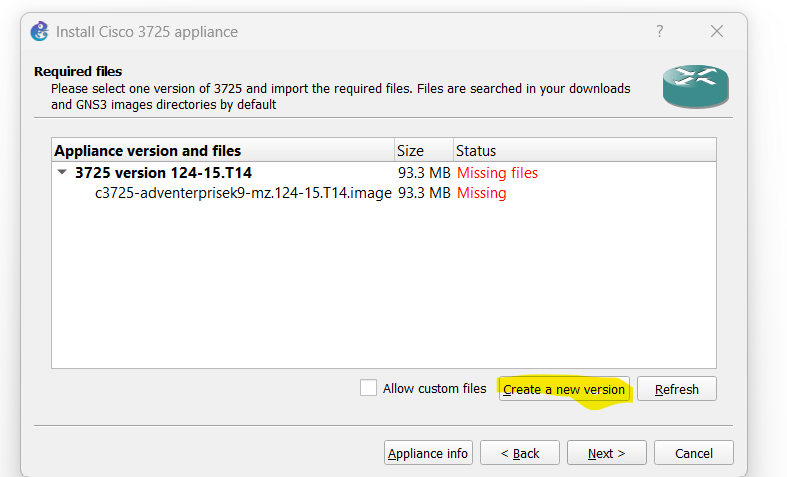 Install Cisco 3725 appliance ?
Required files
Please select one version of 3725 and import the required files. Files are searched in your downloads
and GNS3 images directories by default
Appliance version and files Size Status
3725 version 124-15.T14 93.3 MB Missing files
c3725-adventerprisek9-mz.124-15.T14.image 93.3 MB Missing
Allow custom files Create a new version Refresh
Appliance info < Back Next > Cancel